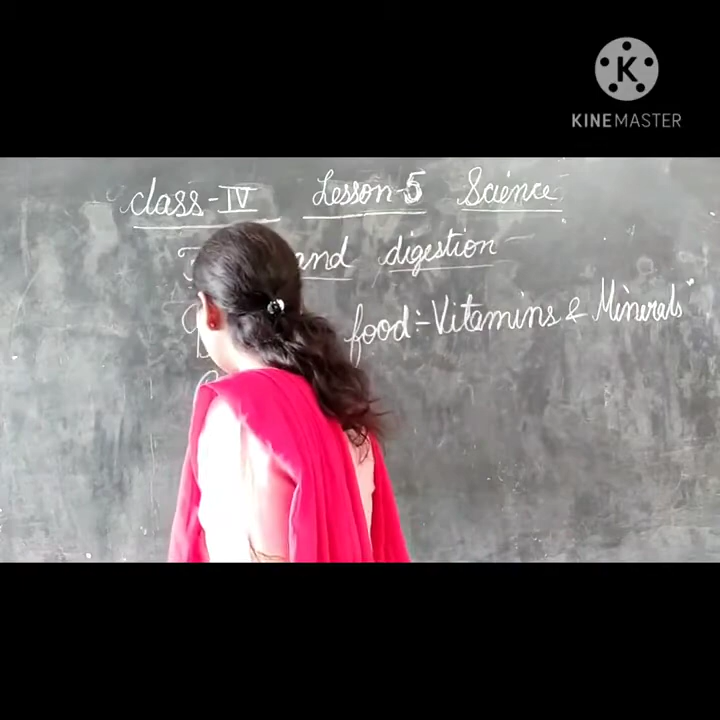 KINEMASTER
class-IV Lesson-5 Science
and digestion
food:- Vitamins & Minerals"